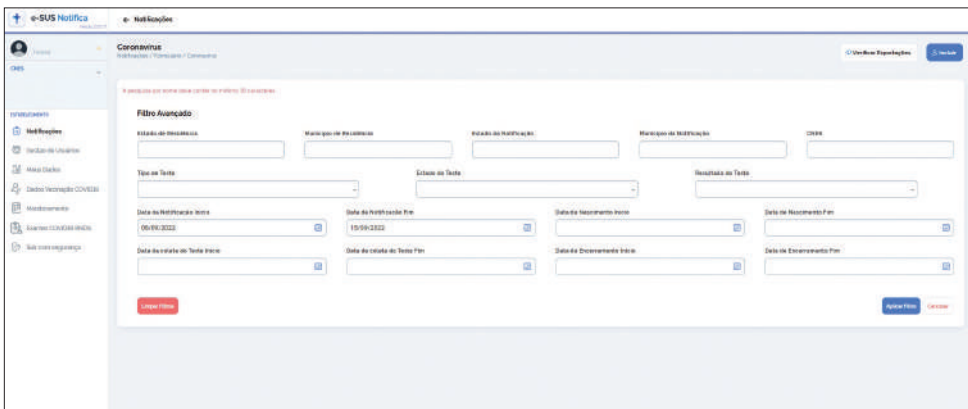 e-SUS Notifica
← Notificações
Coronavírus
Notificações / Formulário / Coronavírus
Verificar Exportações
Incluir
CNES
A pesquisa por nome deve conter no mínimo 10 caracteres.
ESTABELECIMENTO
Notificações
Gestão de Usuários
Meus Dados
Dados Vacinação COVID19
Monitoramento
Exames COVID19 RNDS
Sair com segurança
Filtro Avançado
Estado de Residência
Município de Residência
Estado da Notificação
Município da Notificação
CNES
Tipo de Teste
Estado do Teste
Resultado do Teste
Data da Notificação Início
Data da Notificação Fim
Data de Nascimento Início
Data de Nascimento Fim
15/09/2022
Data da coleta do Teste Início
Data da coleta do Teste Fim
Data de Encerramento Início
Data de Encerramento Fim
Limpar Filtros
Aplicar Filtro
Cancelar